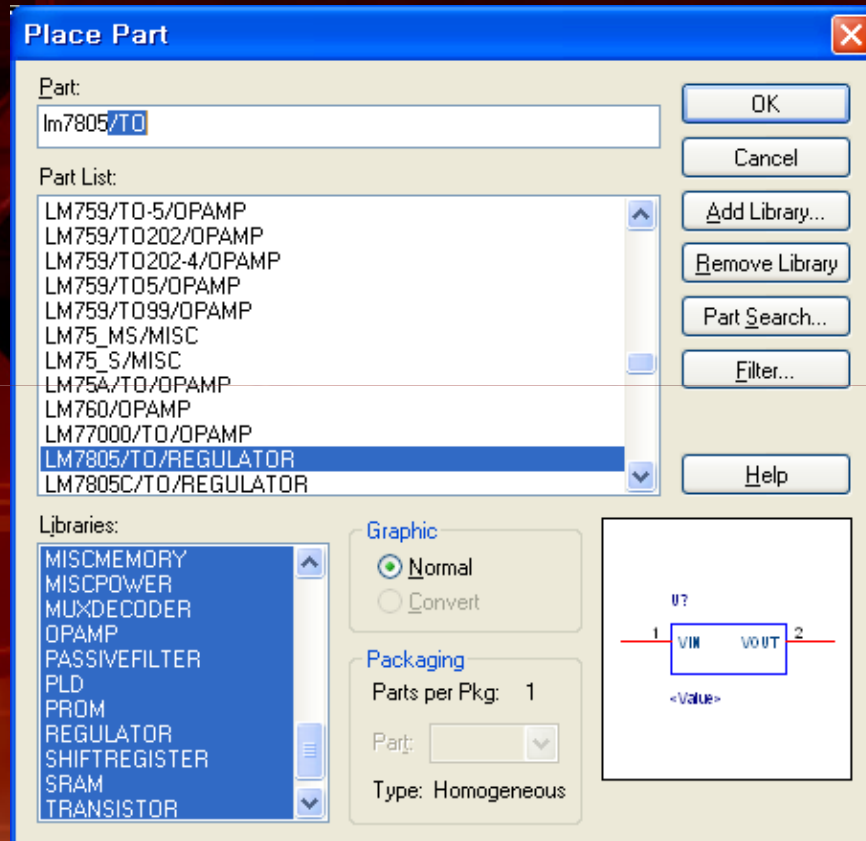 Place Part
Part:
lm7805/TO
OK
Cancel
Part List:
Add Library...
LM759/TO-5/OPAMP
LM759/TO202/OPAMP
LM759/TO202-4/OPAMP
LM759/TO5/OPAMP
LM759/TO99/OPAMP
LM75_MS/MISC
LM75_S/MISC
LM75A/TO/OPAMP
LM760/OPAMP
LM77000/TO/OPAMP
LM7805/TO/REGULATOR
LM7805C/TO/REGULATOR
Remove Library
Part Search...
Filter...
Help
Libraries:
MISCMEMORY
MISCPOWER
MUXDECODER
OPAMP
PASSIVEFILTER
PLD
PROM
REGULATOR
SHIFTREGISTER
SRAM
TRANSISTOR
Graphic
Normal
Convert
Packaging
Parts per Pkg: 1
Part:
Type: Homogeneous
U?
1 VIN VOUT 2
<Value>